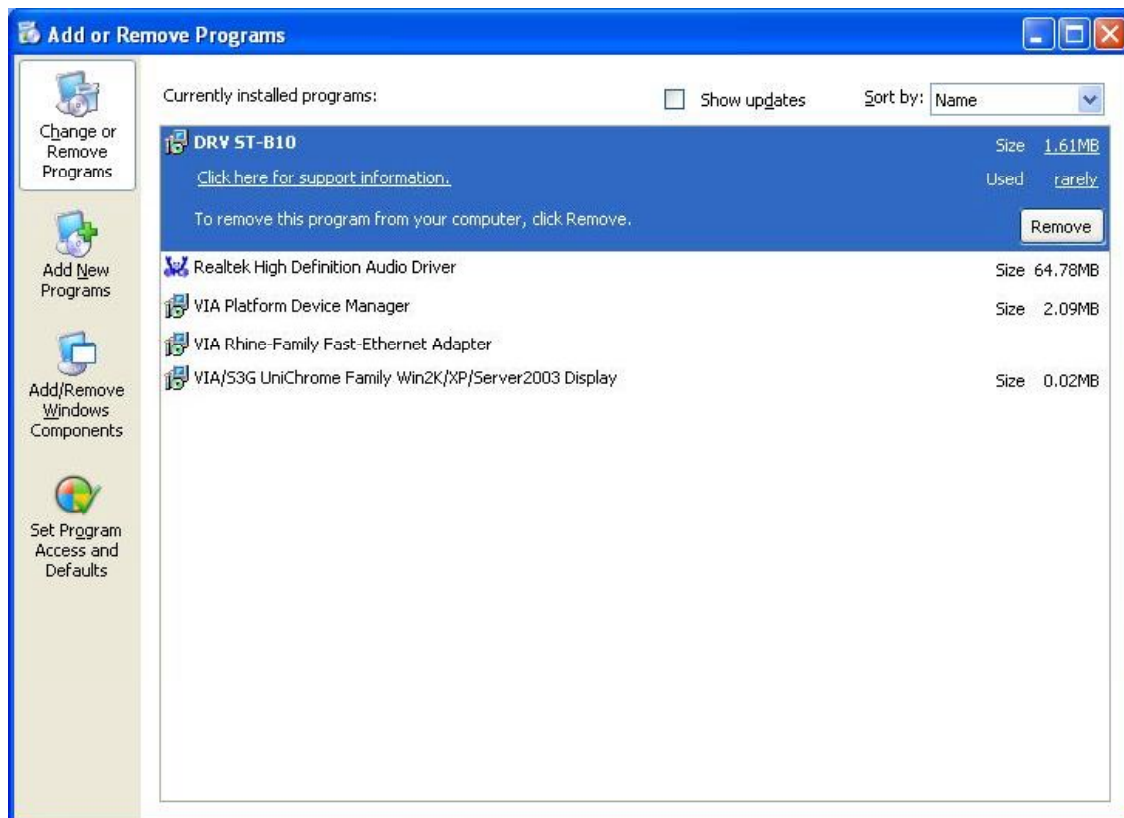 Add or Remove Programs
Change or
Remove
Programs
Add New
Programs
Add/Remove
Windows
Components
Set Program
Access and
Defaults
Currently installed programs:
Show updates
Sort by: Name
DRV ST-B10 Size 1.61MB
Click here for support information. Used rarely
To remove this program from your computer, click Remove.
Remove
Realtek High Definition Audio Driver Size 64.78MB
VIA Platform Device Manager Size 2.09MB
VIA Rhine-Family Fast-Ethernet Adapter
VIA/S3G UniChrome Family Win2K/XP/Server2003 Display Size 0.02MB